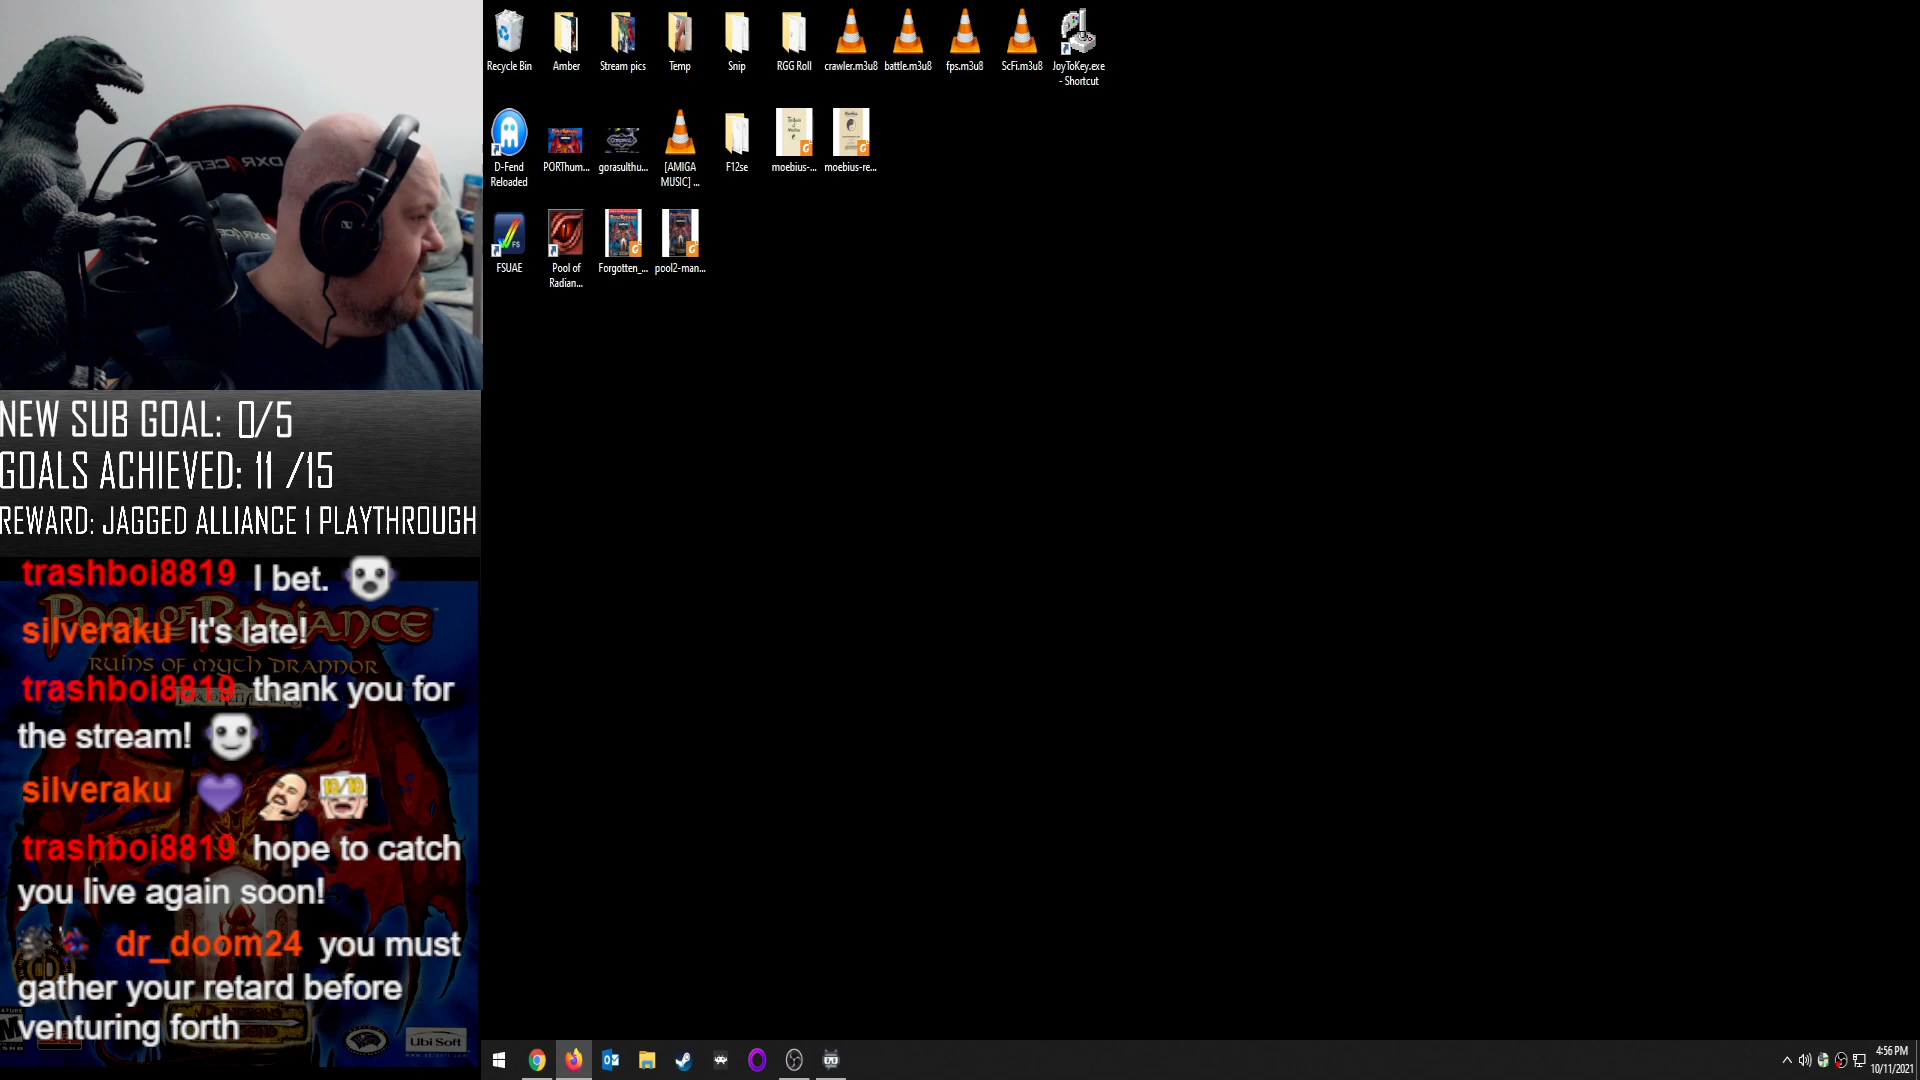 Recycle Bin
Amber
Stream pics
Temp
Snip
RGG Roll
crawler.m3u8
battle.m3u8
fps.m3u8
ScFi.m3u8
JoyToKey.exe
- Shortcut
D-Fend
Reloaded
PORThum...
gorasulthu...
[AMIGA
MUSIC] ...
F12se
moebius-...
moebius-re...
FSUAE
Pool of
Radian...
Forgotten_...
pool2-man...
DXRACER
NEW SUB GOAL: 0/5
GOALS ACHIEVED: 11 /15
REWARD: JAGGED ALLIANCE 1 PLAYTHROUGH
trashboi8819 I bet.
POOL OF RADIANCE
silveraku It's late!
RUINS OF MYTH DRANNOR
trashboi8819 thank you for
the stream!
silveraku 10/10
trashboi8819 hope to catch
you live again soon!
dr_doom24 you must
gather your retard before
venturing forth
Ubi Soft
4:56 PM
10/11/2021